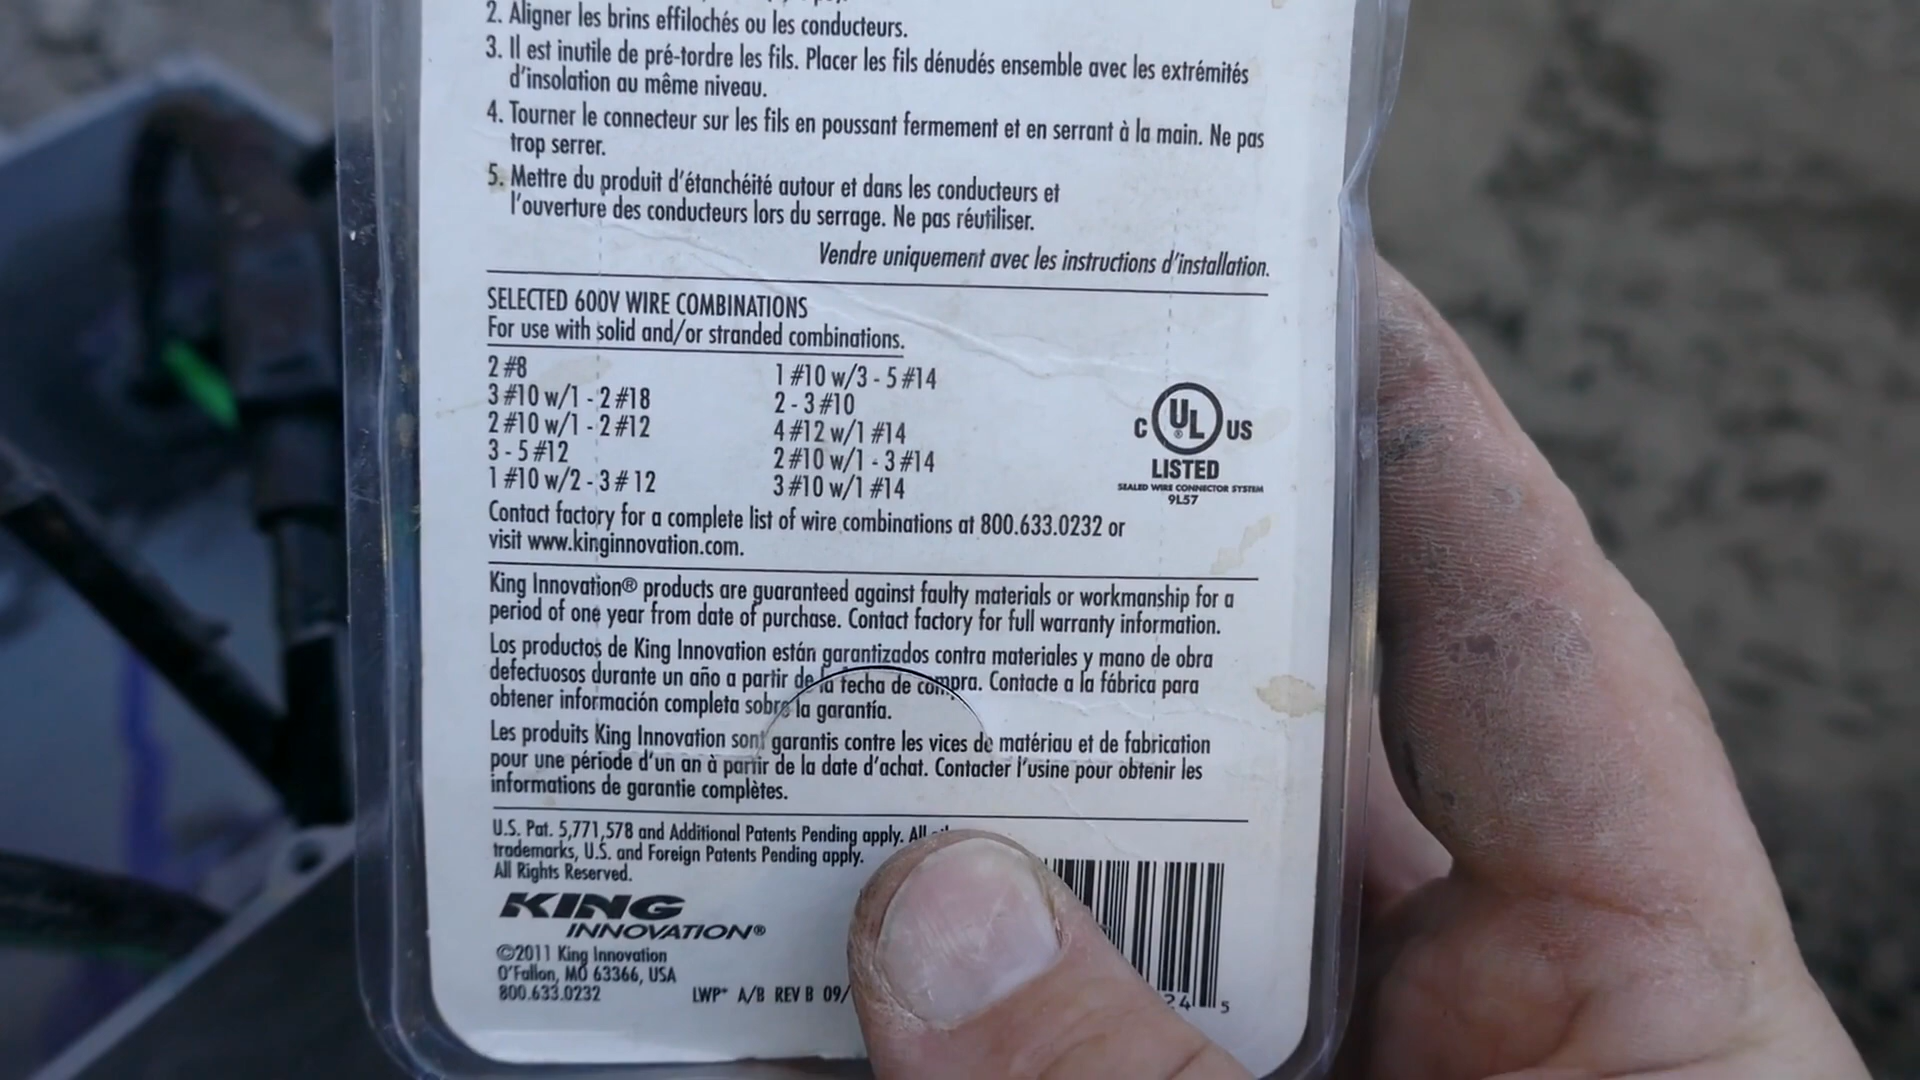 2. Aligner les brins effilochés ou les conducteurs.
3. Il est inutile de pré-tordre les fils. Placer les fils dénudés ensemble avec les extrémités
d'insolation au même niveau.
4. Tourner le connecteur sur les fils en poussant fermement et en serrant à la main. Ne pas
trop serrer.
5. Mettre du produit d'étanchéité autour et dans les conducteurs et
l'ouverture des conducteurs lors du serrage. Ne pas réutiliser.
Vendre uniquement avec les instructions d'installation.
SELECTED 600V WIRE COMBINATIONS
For use with solid and/or stranded combinations.
2 #8
3 #10 w/1 - 2 #18
2 #10 w/1 - 2 #12
3 - 5 #12
1 #10 w/2 - 3 # 12
1 #10 w/3 - 5 #14
2 - 3 #10
4 #12 w/1 #14
2 #10 w/1 - 3 #14
3 #10 w/1 #14
C UL® US
LISTED
SEALED WIRE CONNECTOR SYSTEM
9L57
Contact factory for a complete list of wire combinations at 800.633.0232 or
visit www.kinginnovation.com.
King Innovation® products are guaranteed against faulty materials or workmanship for a
period of one year from date of purchase. Contact factory for full warranty information.
Los productos de King Innovation están garantizados contra materiales y mano de obra
defectuosos durante un año a partir de la fecha de compra. Contacte a la fábrica para
obtener información completa sobre la garantía.
Les produits King Innovation sont garantis contre les vices de matériau et de fabrication
pour une période d'un an à partir de la date d'achat. Contacter l'usine pour obtenir les
informations de garantie complètes.
U.S. Pat. 5,771,578 and Additional Patents Pending apply. All
trademarks, U.S. and Foreign Patents Pending apply.
All Rights Reserved.
KING
INNOVATION®
©2011 King Innovation
O'Fallon, MO 63366, USA
800.633.0232
LWP* A/B REV B 09/
24 5